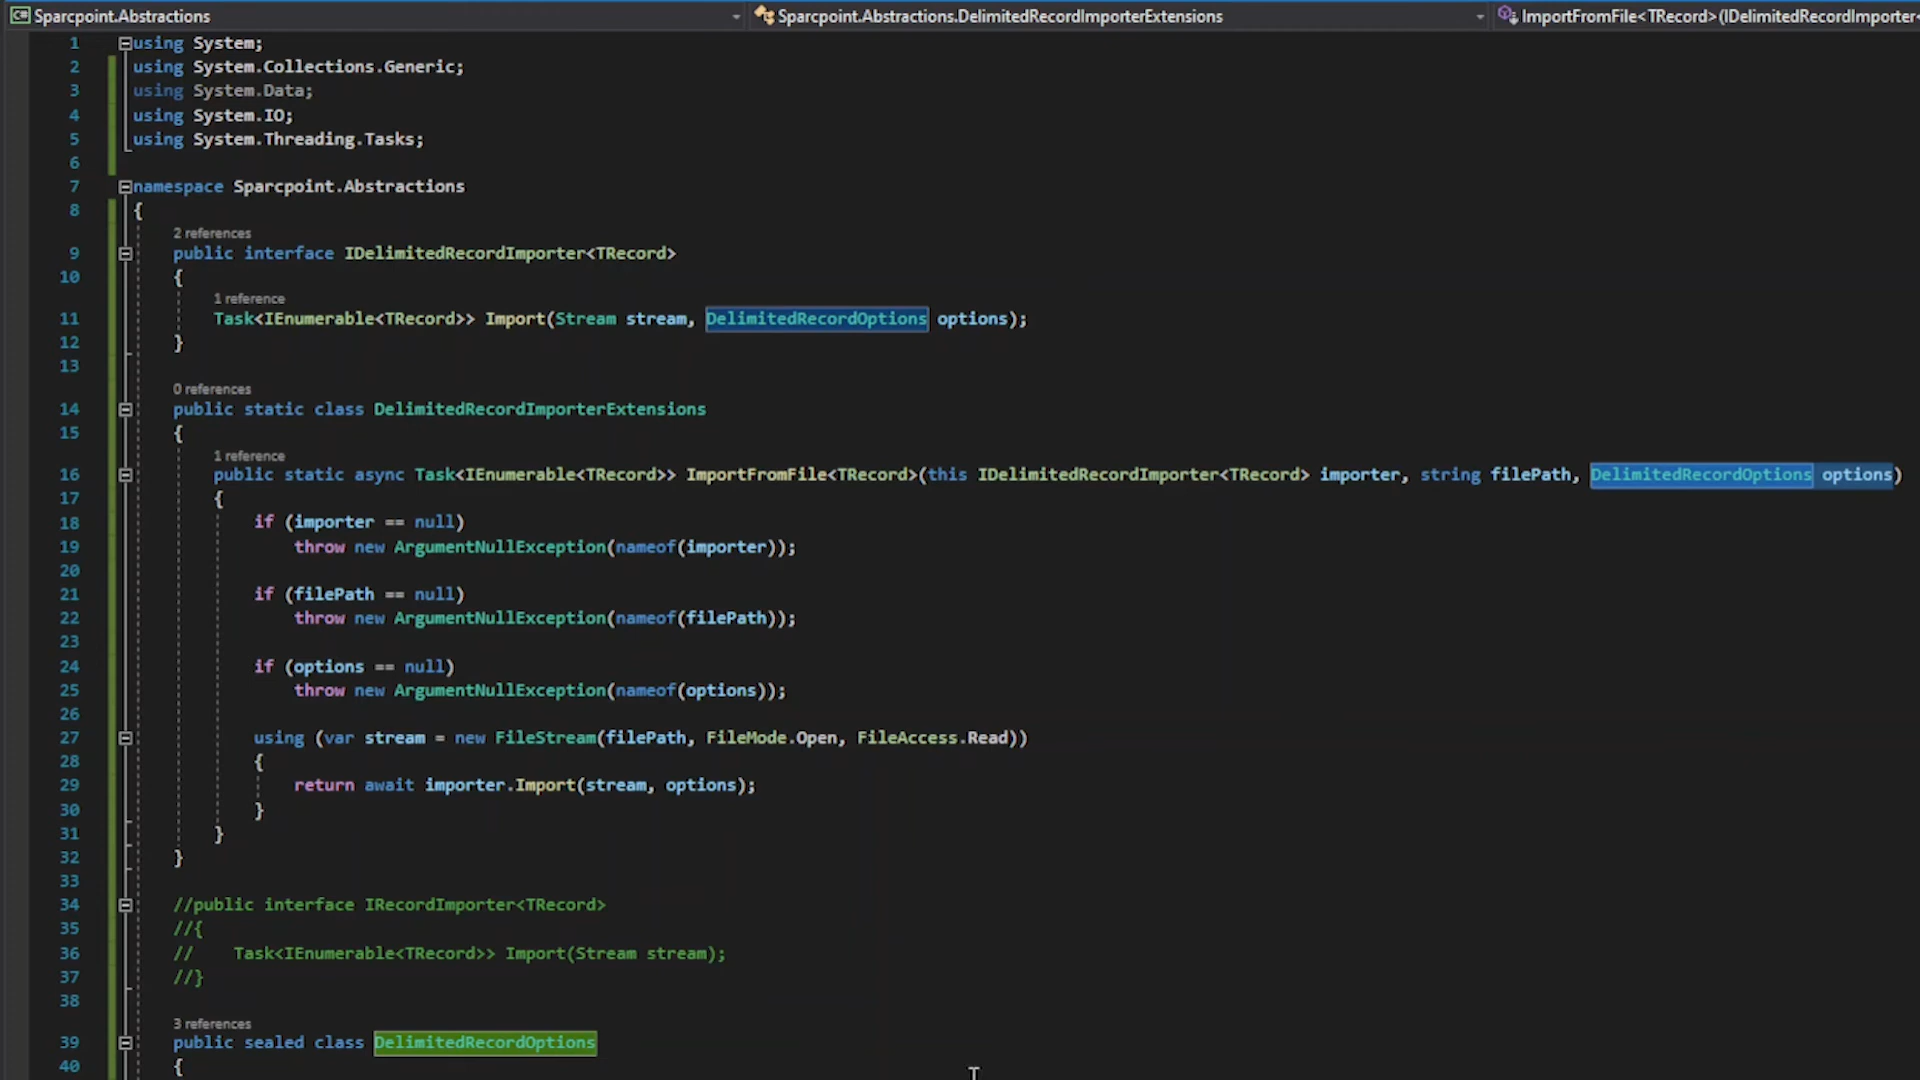 Sparcpoint.Abstractions
Sparcpoint.Abstractions.DelimitedRecordImporterExtensions
ImportFromFile<TRecord>(IDelimitedRecordImporter<
1 using System;
2 using System.Collections.Generic;
3 using System.Data;
4 using System.IO;
5 using System.Threading.Tasks;
6
7 namespace Sparcpoint.Abstractions
8 {
2 references
9 public interface IDelimitedRecordImporter<TRecord>
10 {
1 reference
11 Task<IEnumerable<TRecord>> Import(Stream stream, DelimitedRecordOptions options);
12 }
13
0 references
14 public static class DelimitedRecordImporterExtensions
15 {
1 reference
16 public static async Task<IEnumerable<TRecord>> ImportFromFile<TRecord>(this IDelimitedRecordImporter<TRecord> importer, string filePath, DelimitedRecordOptions options)
17 {
18 if (importer == null)
19 throw new ArgumentNullException(nameof(importer));
20
21 if (filePath == null)
22 throw new ArgumentNullException(nameof(filePath));
23
24 if (options == null)
25 throw new ArgumentNullException(nameof(options));
26
27 using (var stream = new FileStream(filePath, FileMode.Open, FileAccess.Read))
28 {
29 return await importer.Import(stream, options);
30 }
31 }
32 }
33
34 //public interface IRecordImporter<TRecord>
35 //{
36 // Task<IEnumerable<TRecord>> Import(Stream stream);
37 //}
38
3 references
39 public sealed class DelimitedRecordOptions
40 {